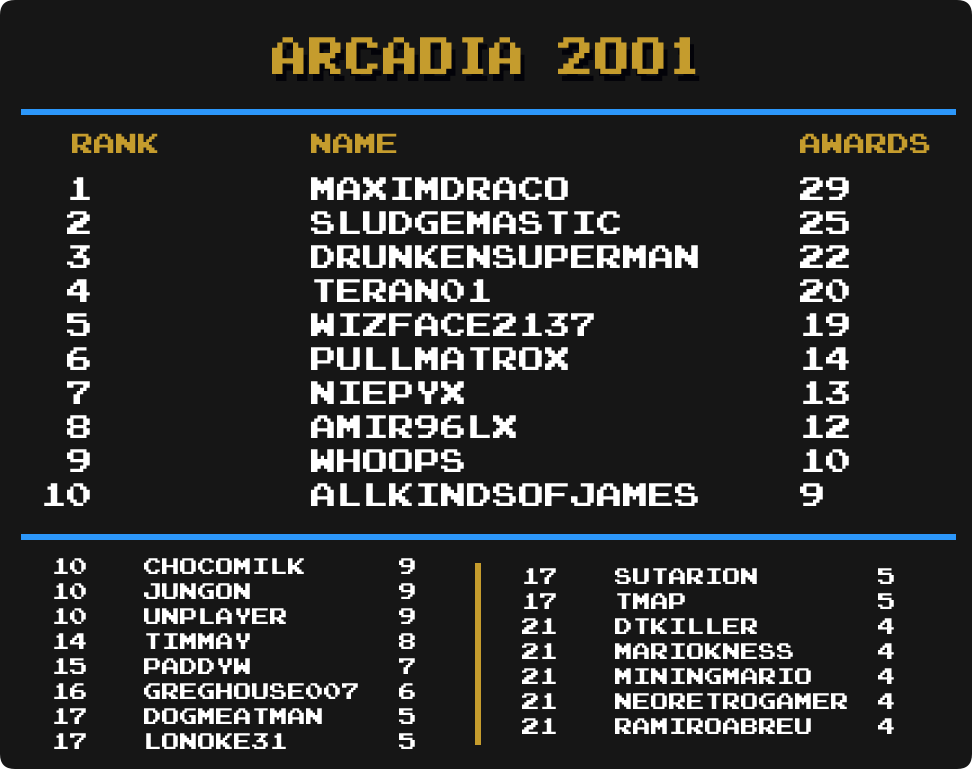 ARCADIA 2001
RANK NAME AWARDS
1 MAXIMDRACO 29
2 SLUDGEMASTIC 25
3 DRUNKENSUPERMAN 22
4 TERAN01 20
5 WIZFACE2137 19
6 PULLMATROX 14
7 NIEPYX 13
8 AMIR96LX 12
9 WHOOPS 10
10 ALLKINDSOFJAMES 9
10 CHOCOMILK 9
10 JUNGON 9
10 UNPLAYER 9
14 TIMMAY 8
15 PADDYW 7
16 GREGHOUSE007 6
17 DOGMEATMAN 5
17 LONOKE31 5
17 SUTARION 5
17 TMAP 5
21 DTKILLER 4
21 MARIOKNESS 4
21 MININGMARIO 4
21 NEORETROGAMER 4
21 RAMIROABREU 4